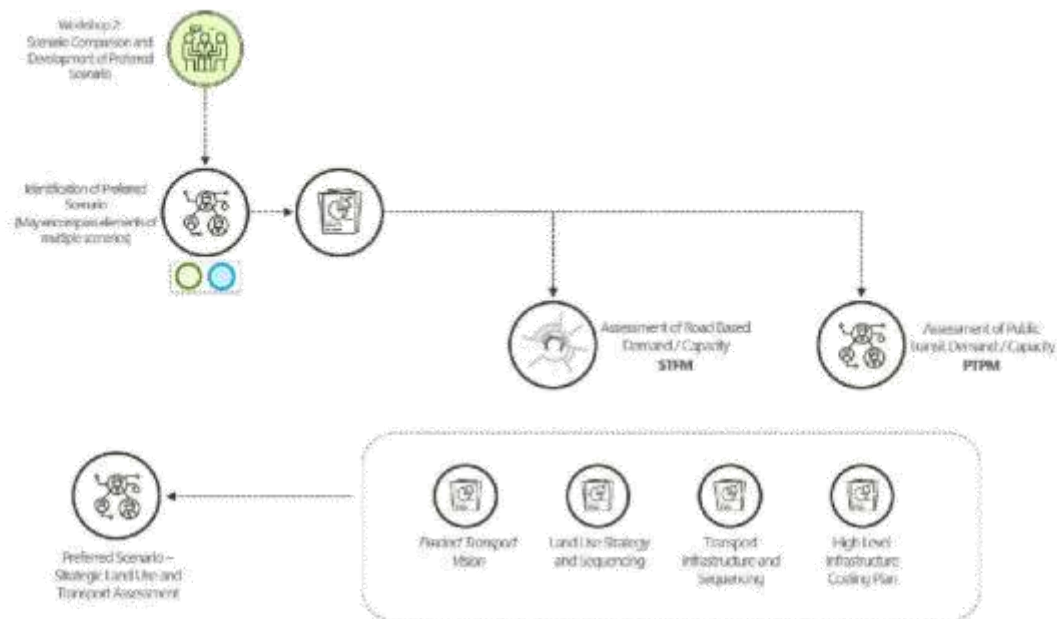 Workshop 2:
Scenario Comparison and
Development of Preferred
Scenario
Identification of Preferred
Scenario
(May encompass elements of
multiple scenarios)
Assessment of Road Based
Demand / Capacity
STFM
Assessment of Public
transit Demand / Capacity
PTPM
Preferred Scenario –
Strategic Land Use and
Transport Assessment
Precinct Transport
Vision
Land Use Strategy
and Sequencing
Transport
Infrastructure and
Sequencing
High Level
Infrastructure
Costing Plan